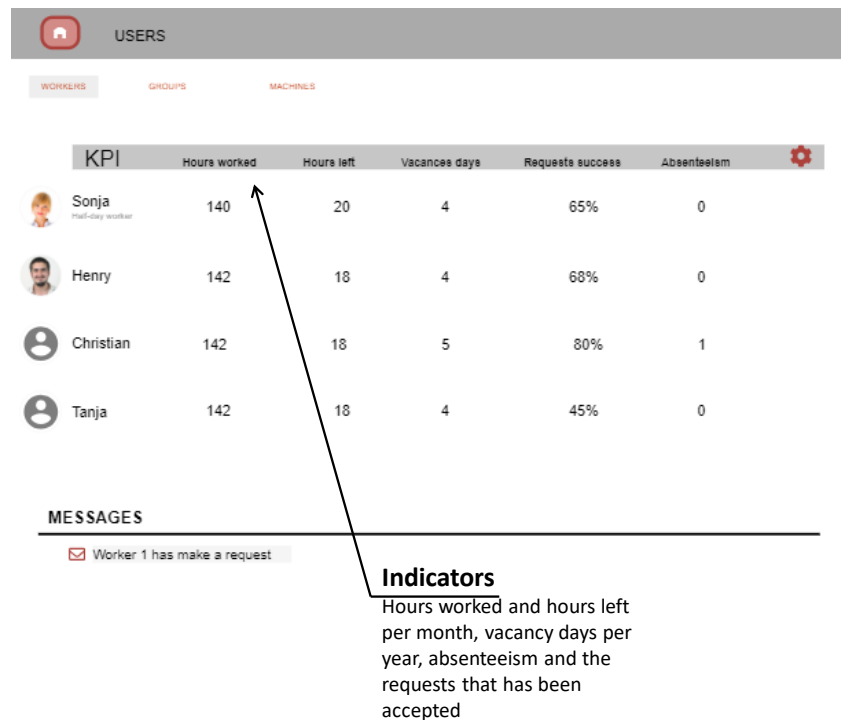 USERS
WORKERS GROUPS MACHINES
KPI Hours worked Hours left Vacances days Requests success Absenteeism
Sonja 140 20 4 65% 0
Half-day worker
Henry 142 18 4 68% 0
Christian 142 18 5 80% 1
Tanja 142 18 4 45% 0
MESSAGES
Worker 1 has make a request
Indicators
Hours worked and hours left
per month, vacancy days per
year, absenteeism and the
requests that has been
accepted